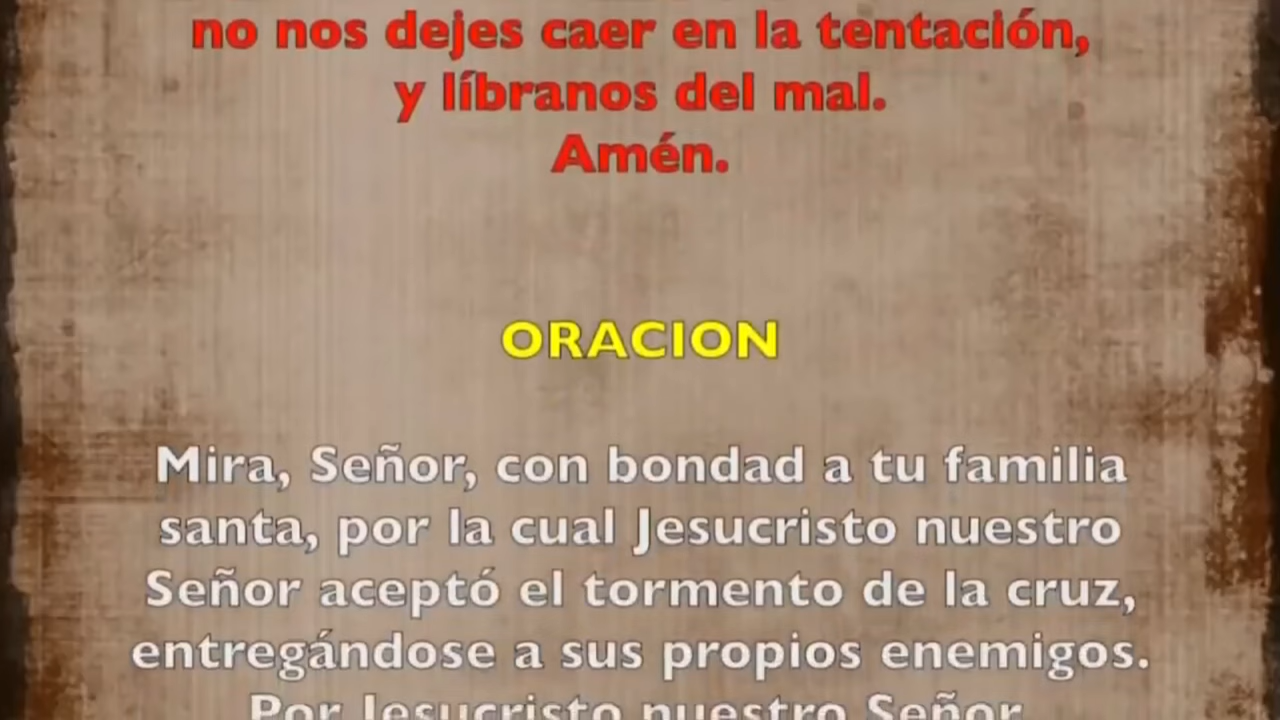 no nos dejes caer en la tentación,
y líbranos del mal.
Amén.
ORACION
Mira, Señor, con bondad a tu familia
santa, por la cual Jesucristo nuestro
Señor aceptó el tormento de la cruz,
entregándose a sus propios enemigos.
Por Jesucristo nuestro Señor